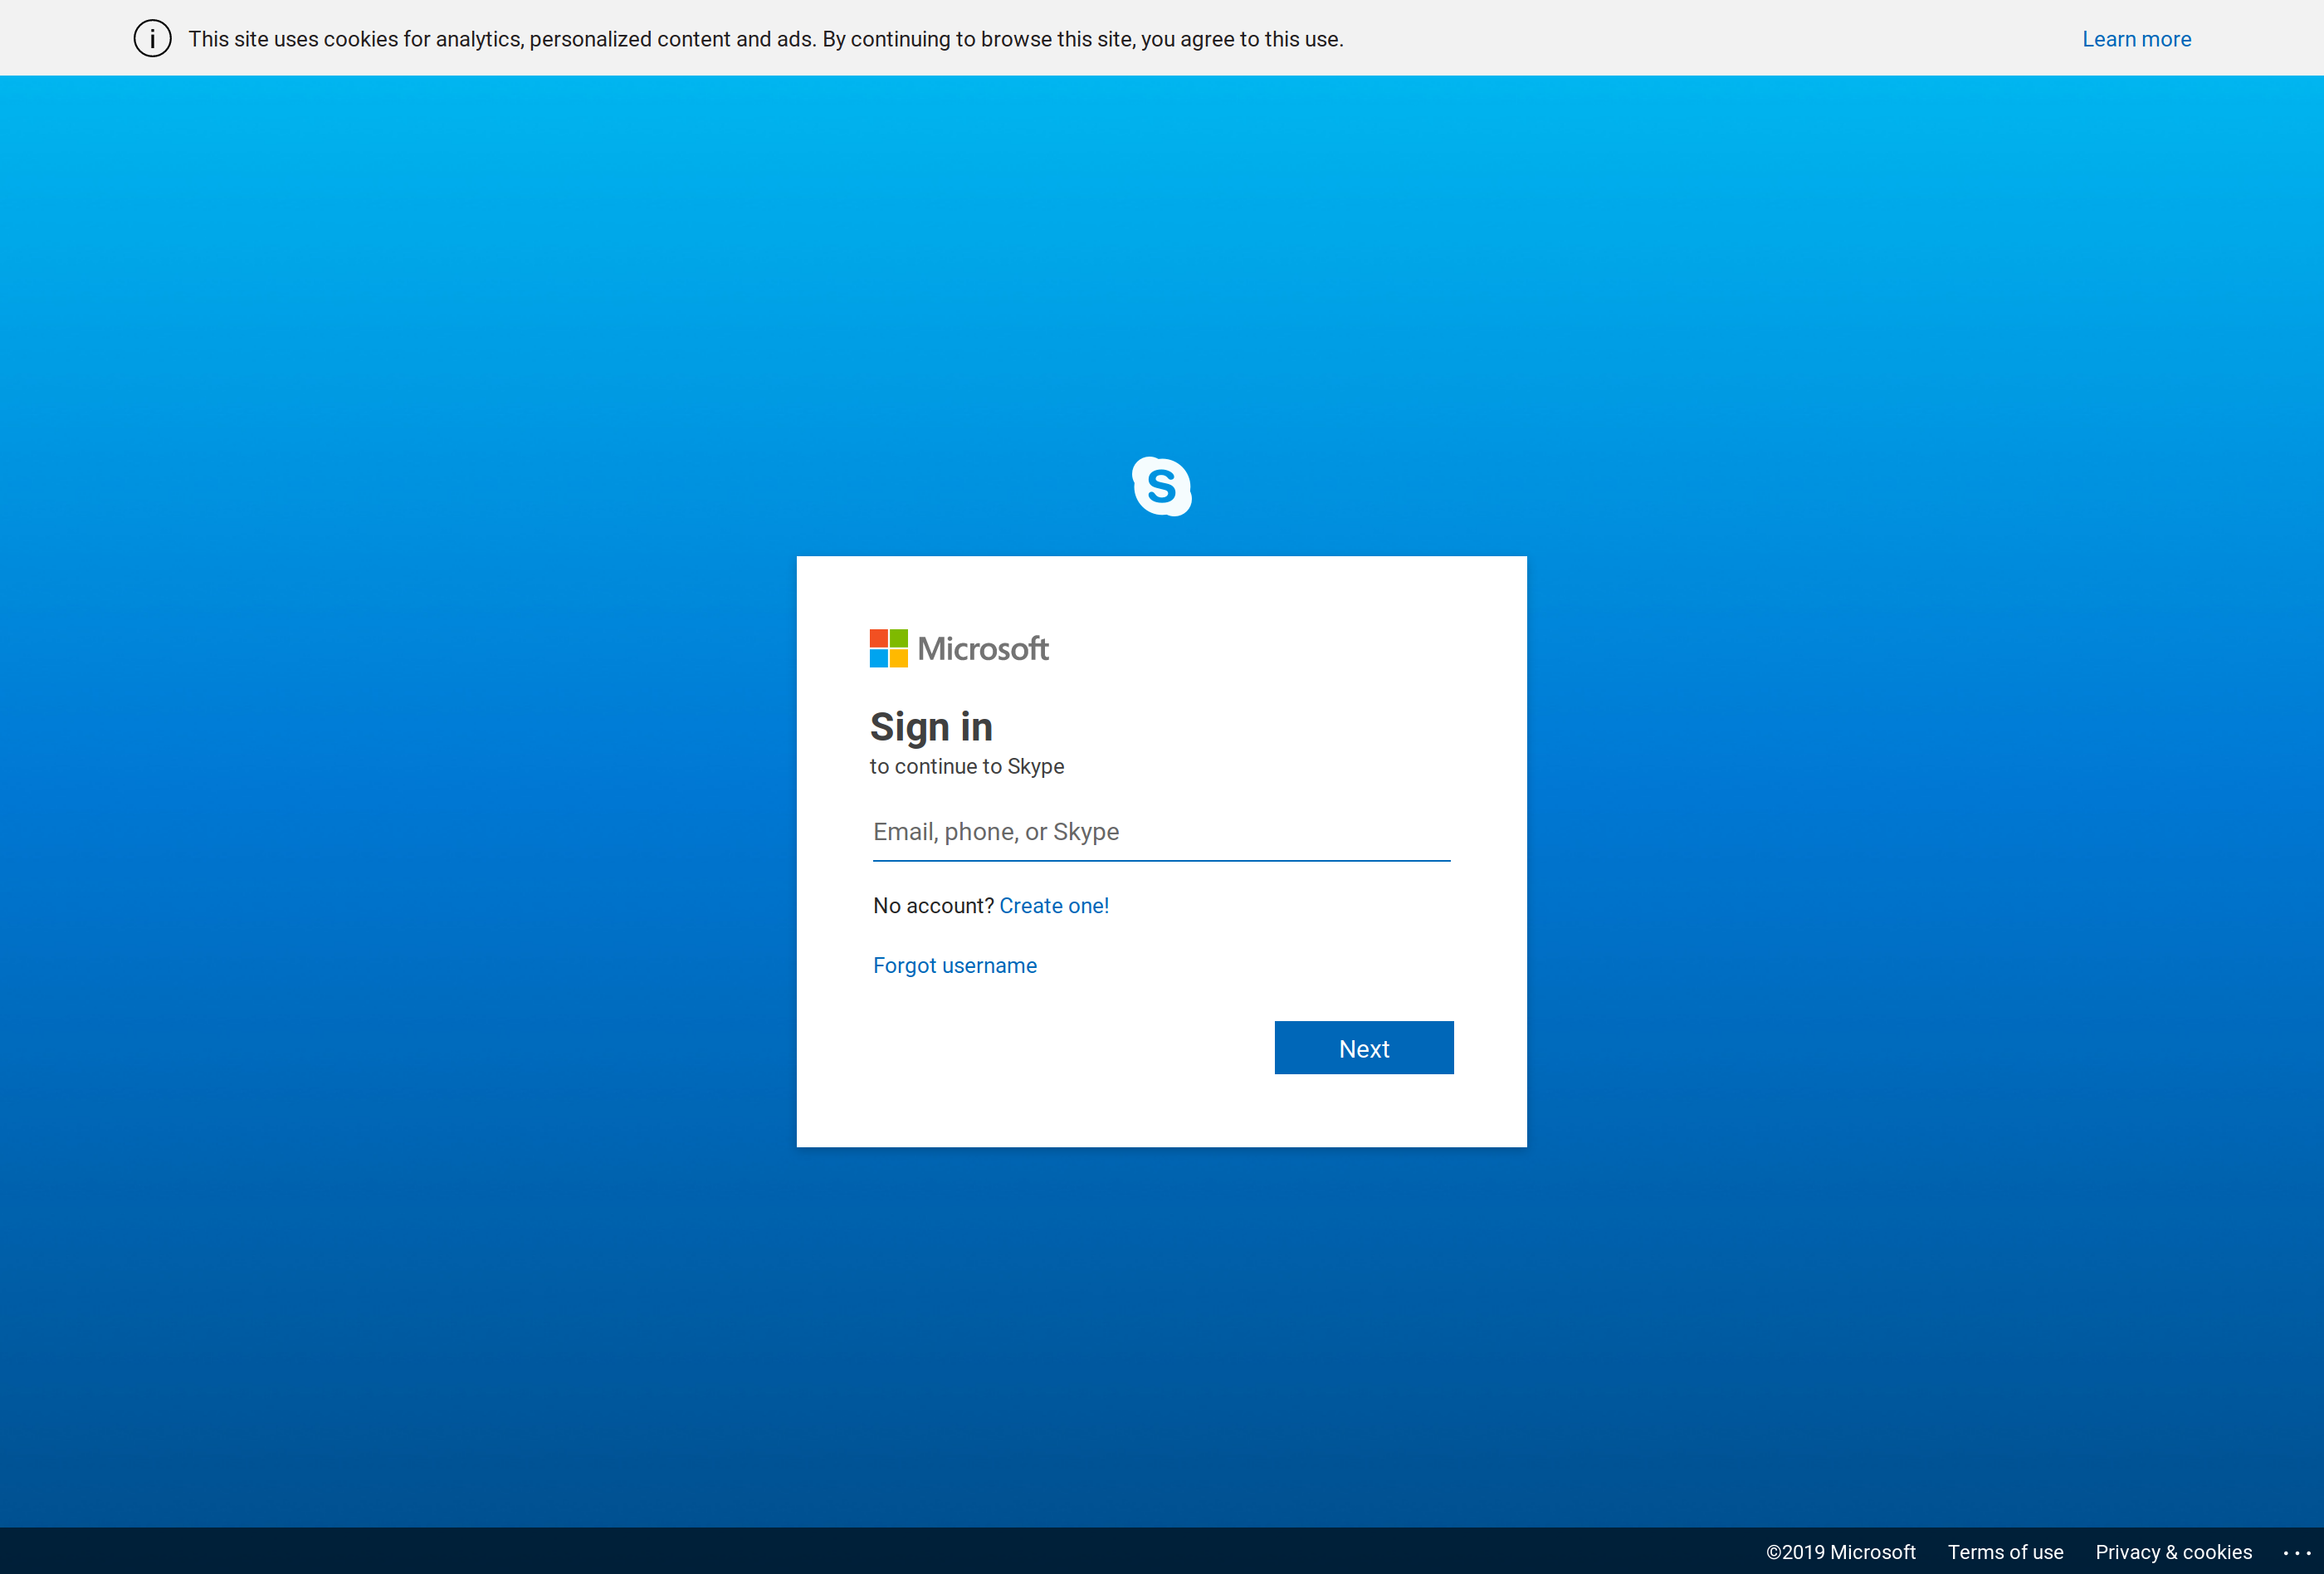 This site uses cookies for analytics, personalized content and ads. By continuing to browse this site, you agree to this use.
Learn more
S
Microsoft
Sign in
to continue to Skype
Email, phone, or Skype
No account? Create one!
Forgot username
Next
©2019 Microsoft
Terms of use
Privacy & cookies
...